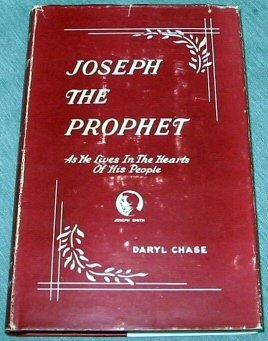 JOSEPH
THE
PROPHET
As He Lives In The Hearts
Of His People
JOSEPH SMITH
DARYL CHASE